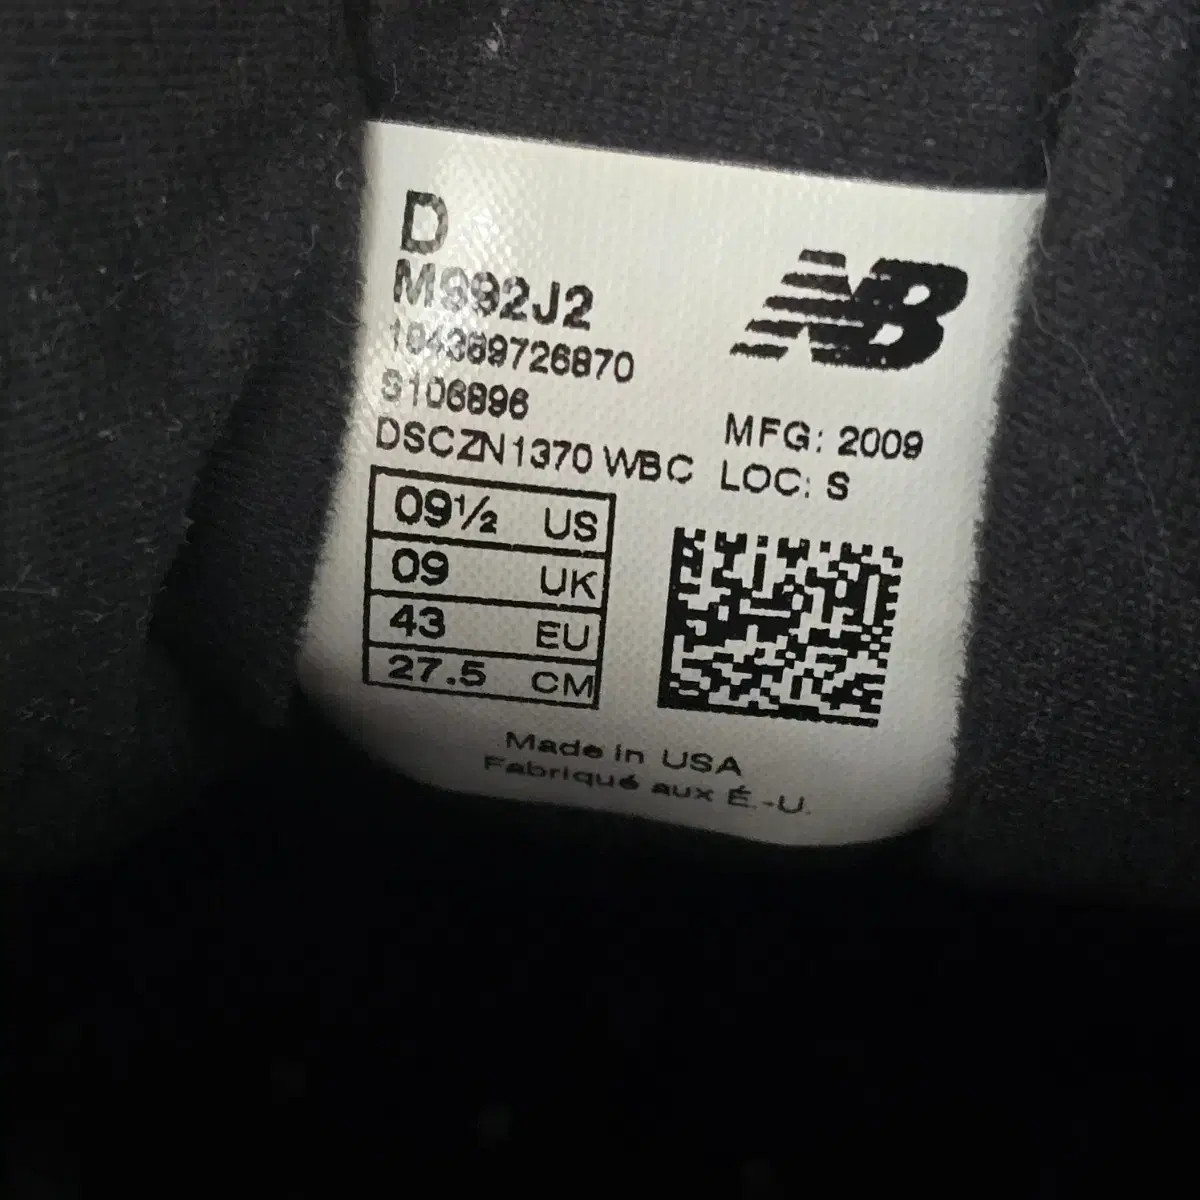 D
M992J2
NB
194389726870
S106896
DSCZN1370 WBC
MFG: 2009
LOC: S
09½ US
09 UK
43 EU
27.5 CM
Made in USA
Fabriqué aux É.-U.